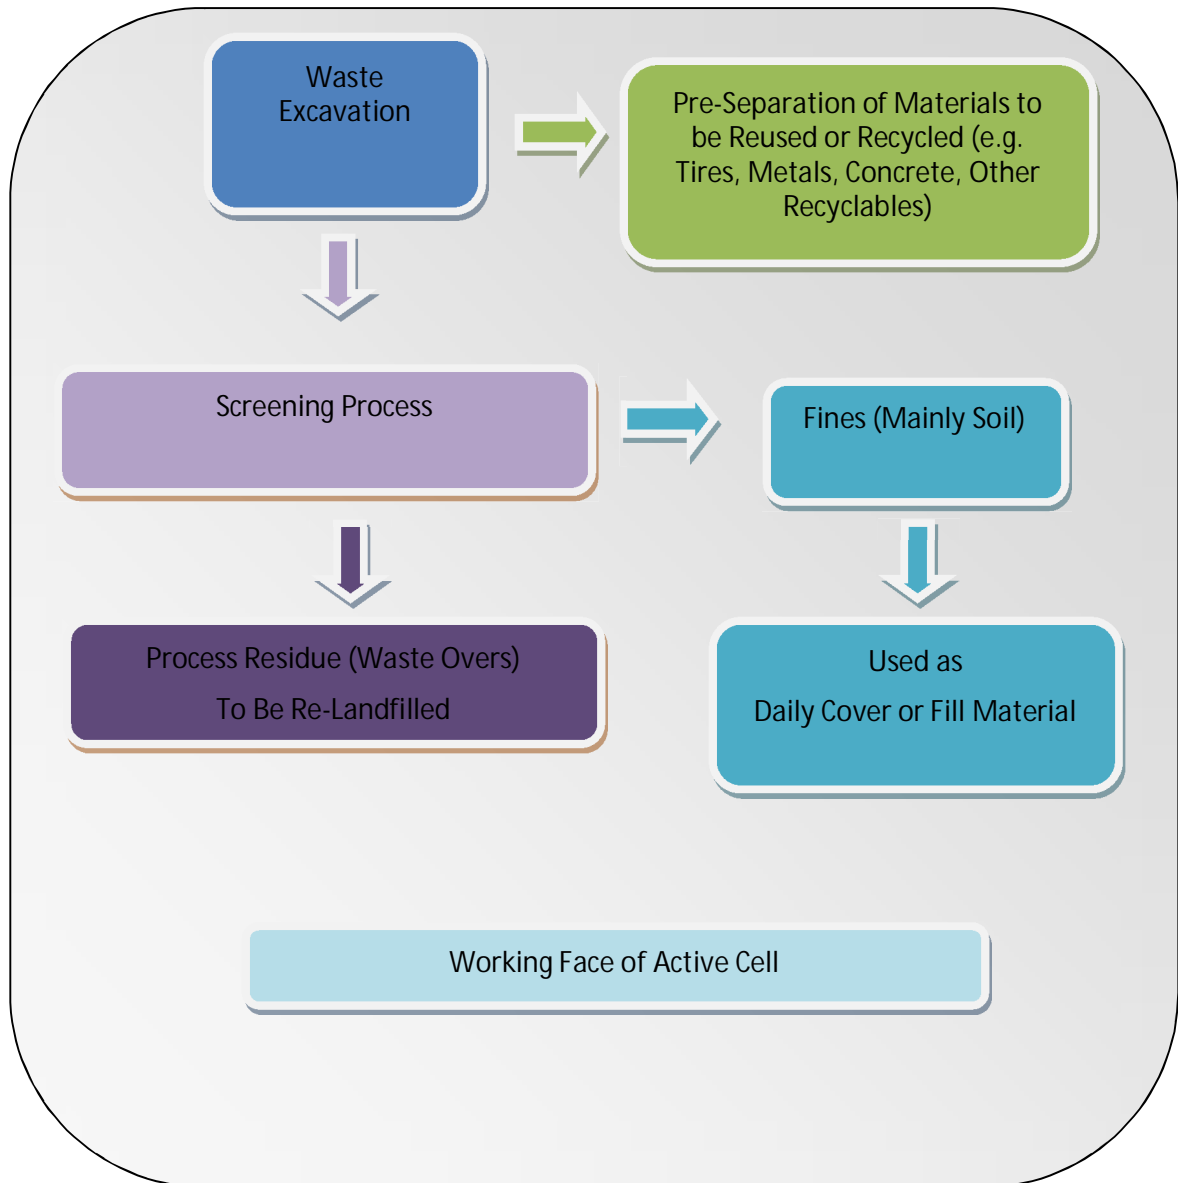 Waste
Excavation
Pre-Separation of Materials to
be Reused or Recycled (e.g.
Tires, Metals, Concrete, Other
Recyclables)
Screening Process
Fines (Mainly Soil)
Process Residue (Waste Overs)
To Be Re-Landfilled
Used as
Daily Cover or Fill Material
Working Face of Active Cell